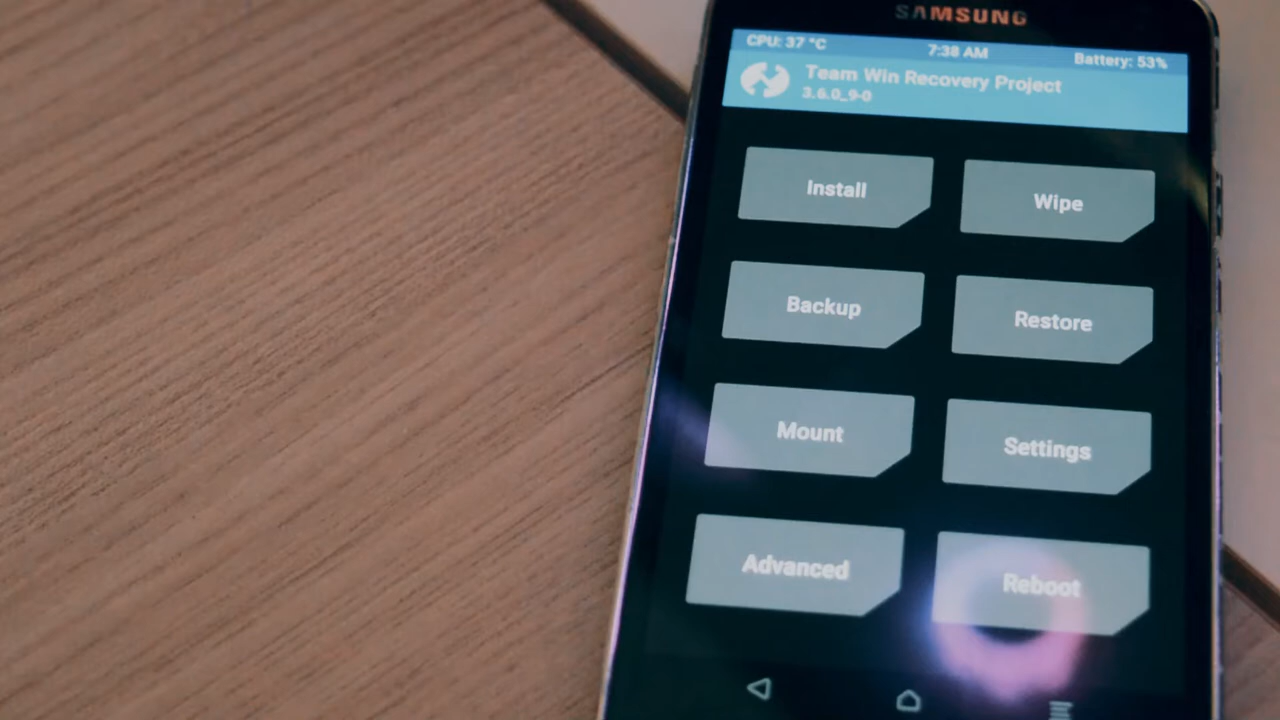 SAMSUNG
CPU: 37 °C 7:38 AM Battery: 53%
Team Win Recovery Project
3.6.0_9-0
Install Wipe
Backup Restore
Mount Settings
Advanced Reboot